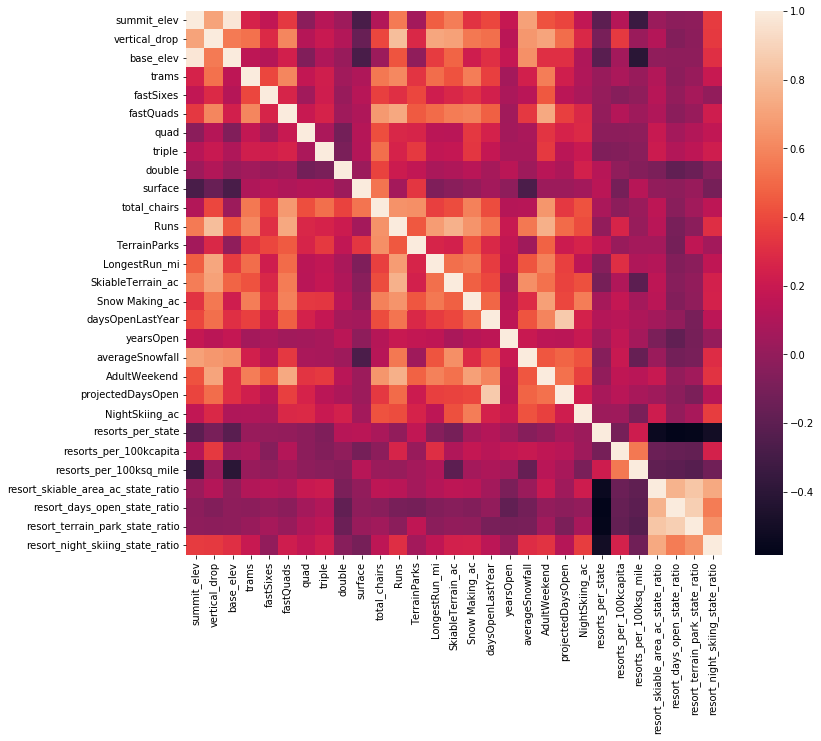 summit_elev
vertical_drop
base_elev
trams
fastSixes
fastQuads
quad
triple
double
surface
total_chairs
Runs
TerrainParks
LongestRun_mi
SkiableTerrain_ac
Snow Making_ac
daysOpenLastYear
yearsOpen
averageSnowfall
AdultWeekend
projectedDaysOpen
NightSkiing_ac
resorts_per_state
resorts_per_100kcapita
resorts_per_100ksq_mile
resort_skiable_area_ac_state_ratio
resort_days_open_state_ratio
resort_terrain_park_state_ratio
resort_night_skiing_state_ratio
summit_elev
vertical_drop
base_elev
trams
fastSixes
fastQuads
quad
triple
double
surface
total_chairs
Runs
TerrainParks
LongestRun_mi
SkiableTerrain_ac
Snow Making_ac
daysOpenLastYear
yearsOpen
averageSnowfall
AdultWeekend
projectedDaysOpen
NightSkiing_ac
resorts_per_state
resorts_per_100kcapita
resorts_per_100ksq_mile
resort_skiable_area_ac_state_ratio
resort_days_open_state_ratio
resort_terrain_park_state_ratio
resort_night_skiing_state_ratio
1.0
0.8
0.6
0.4
0.2
0.0
−0.2
−0.4